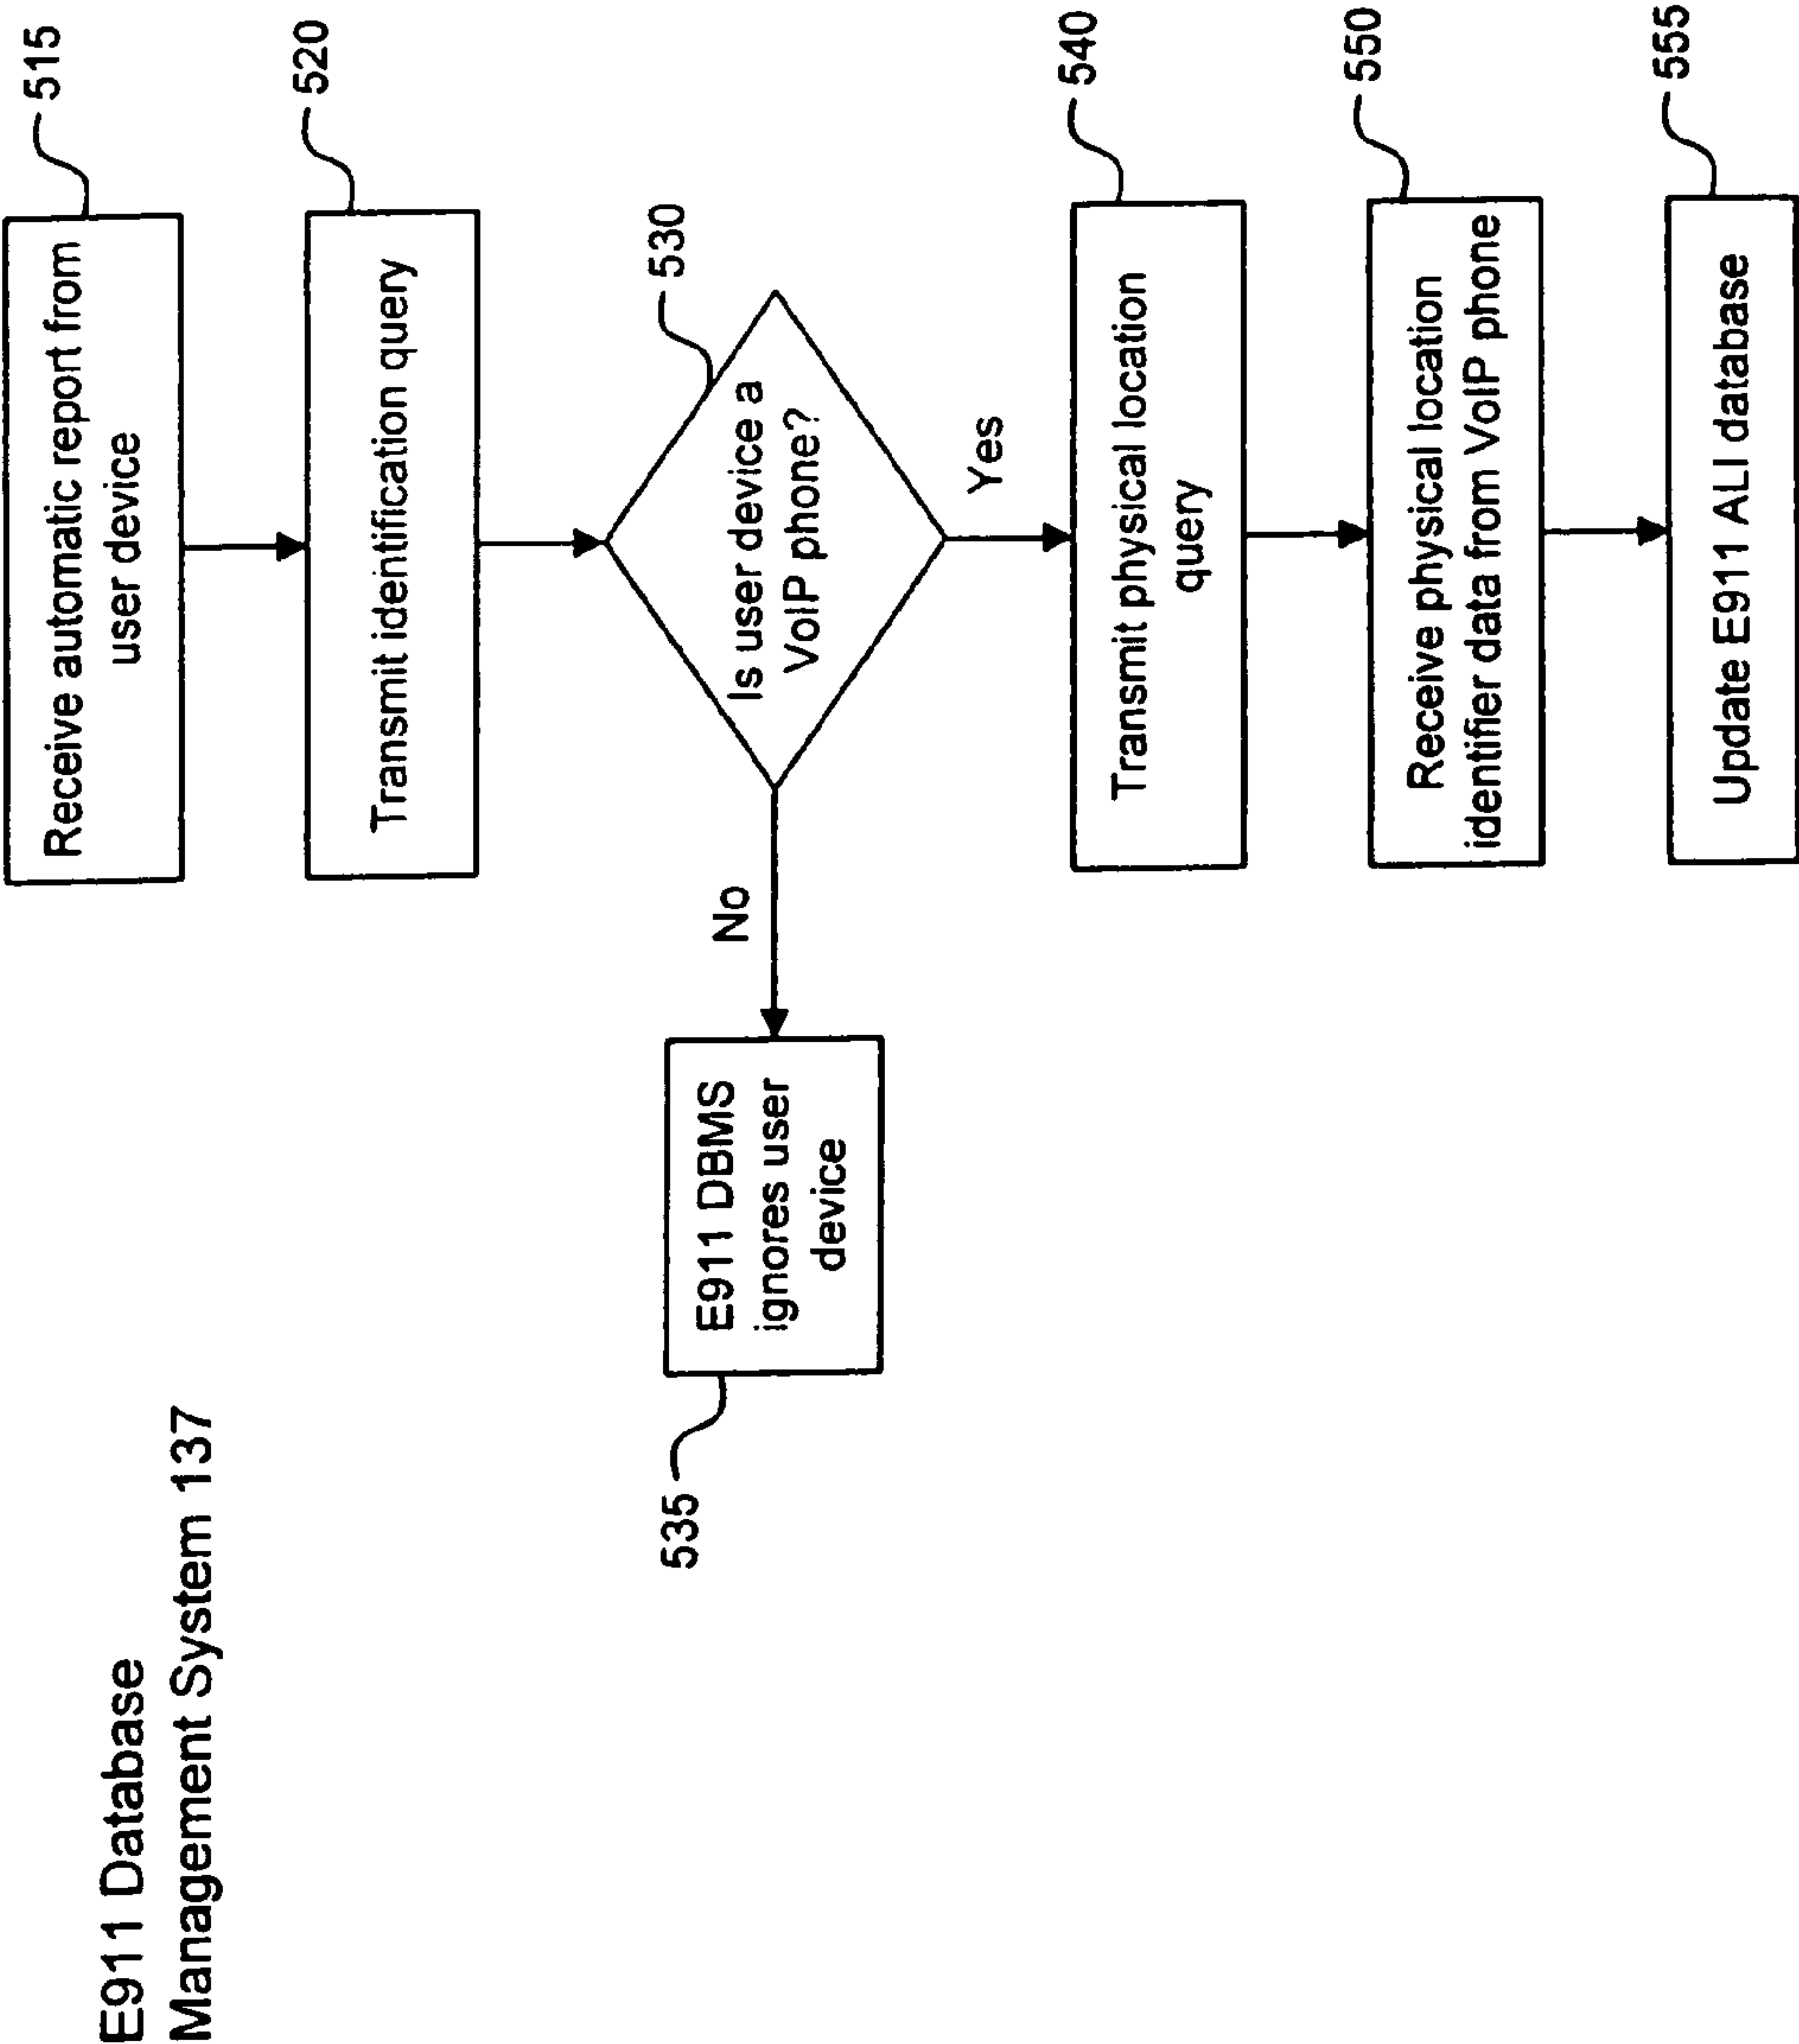 E911 Database
Management System 137
Receive automatic report from
user device
515
Transmit identification query
520
Is user device a
VoIP phone?
530
No
E911 DBMS
ignores user
device
535
Yes
Transmit physical location
query
540
Receive physical location
identifier data from VoIP phone
550
Update E911 ALI database
555